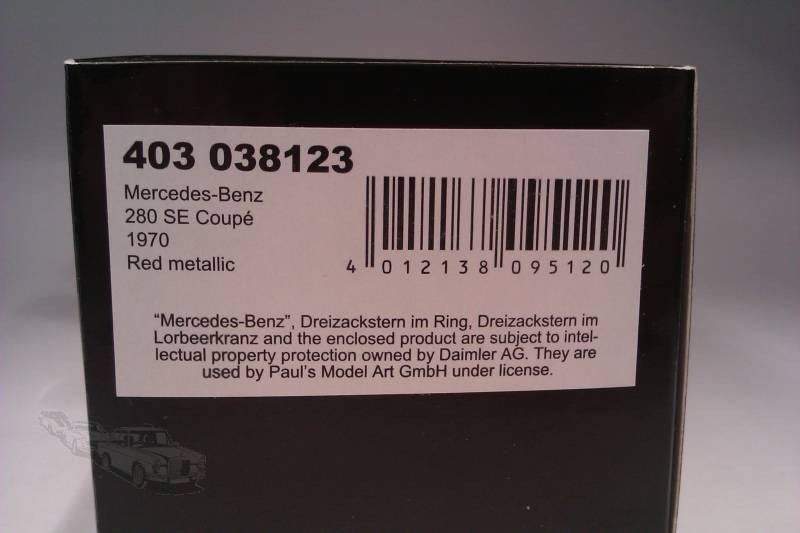 403 038123
Mercedes-Benz
280 SE Coupé
1970
Red metallic
4 012138 095120
“Mercedes-Benz”, Dreizackstern im Ring, Dreizackstern im
Lorbeerkranz and the enclosed product are subject to intel-
lectual property protection owned by Daimler AG. They are
used by Paul’s Model Art GmbH under license.